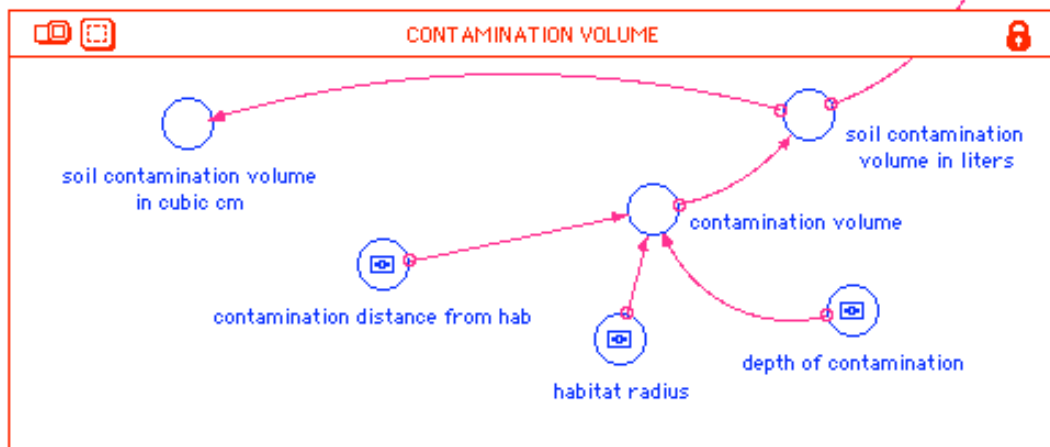 CONTAMINATION VOLUME
soil contamination
volume in liters
soil contamination volume
in cubic cm
contamination volume
contamination distance from hab
depth of contamination
habitat radius